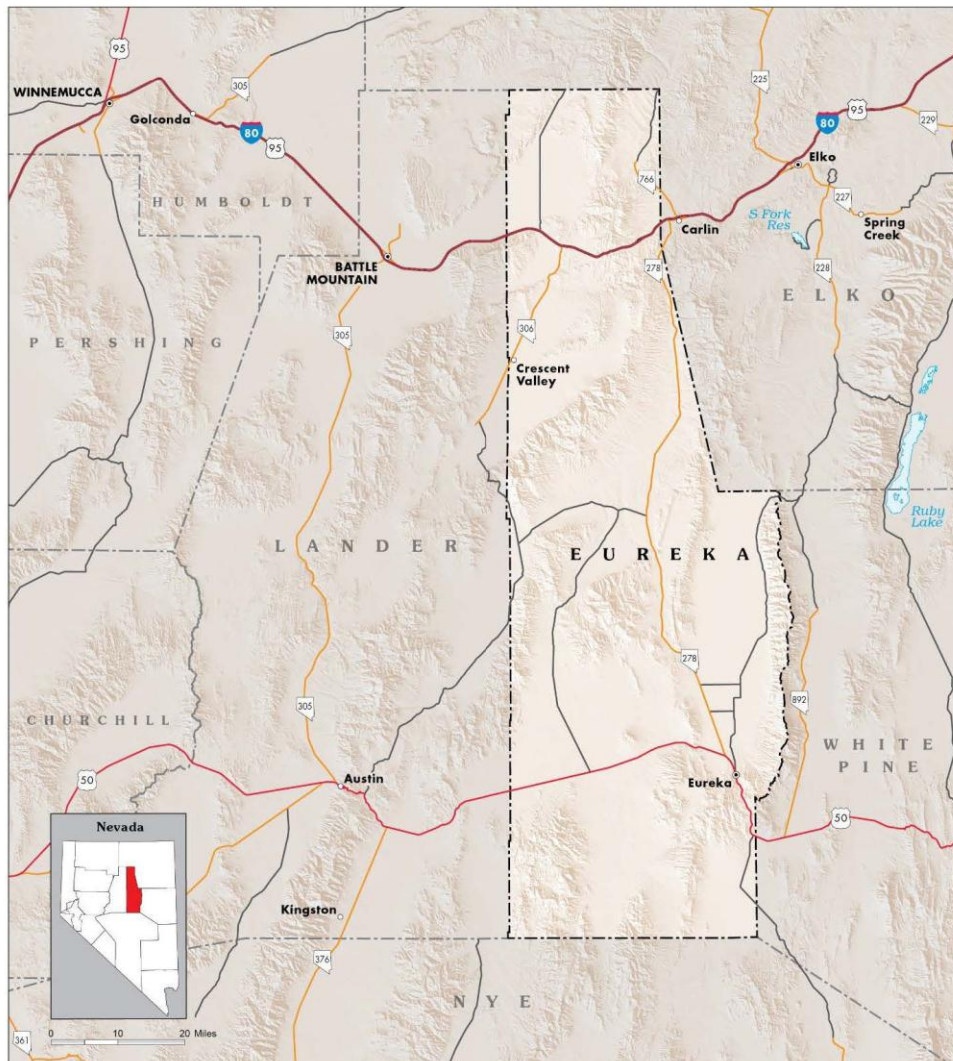 95
WINNEMUCCA
305
Golconda
80
95
225
80
95
229
Elko
HUMBOLDT
766
227
S Fork
Res
Spring
Creek
Carlin
BATTLE
MOUNTAIN
278
228
ELKO
305
306
PERSHING
Crescent
Valley
Ruby
Lake
LANDER
EUREKA
278
305
892
CHURCHILL
WHITE
PINE
50
Austin
Eureka
50
Nevada
Kingston
376
NYE
0 10 20 Miles
361